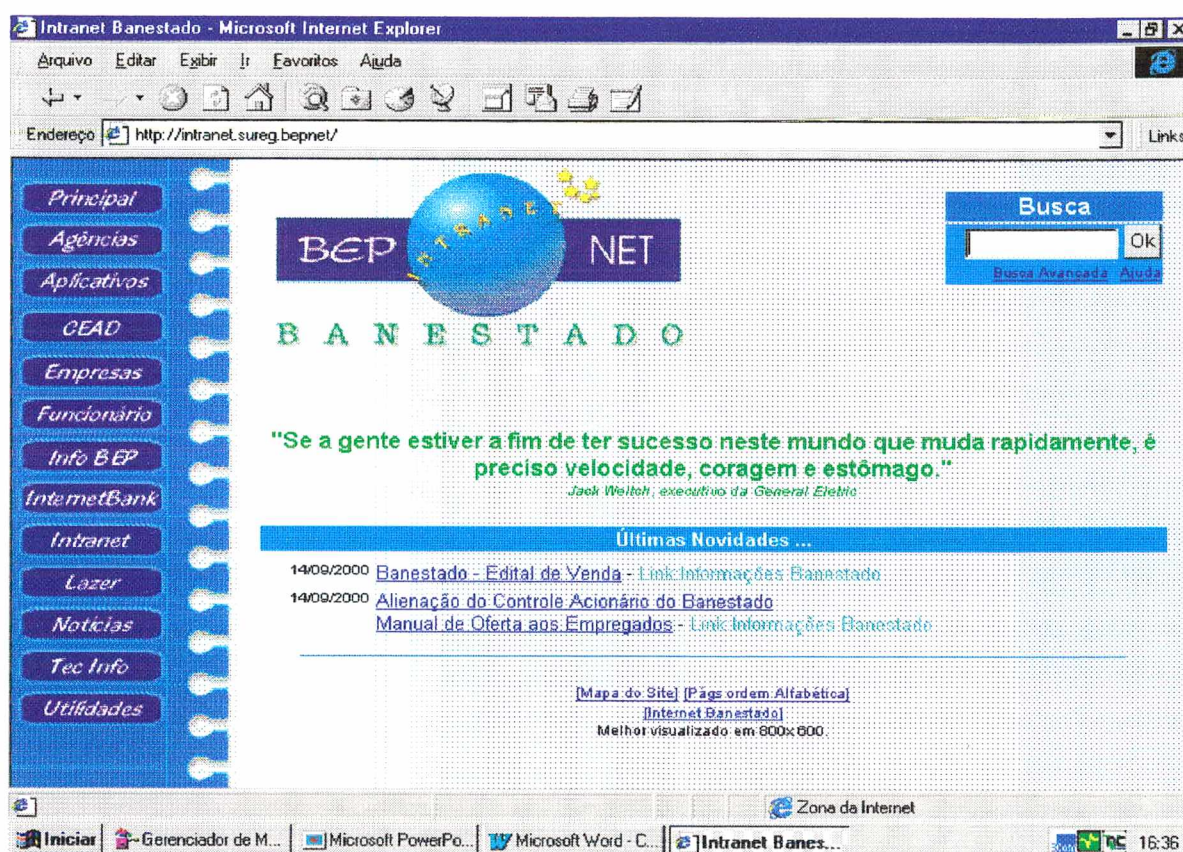 Intranet Banestado - Microsoft Internet Explorer
Arquivo Editar Exibir Ir Favoritos Ajuda
Endereço http://intranet.sureg.bepnet/ Links
Principal
Agências
Aplicativos
CEAD
Empresas
Funcionário
Info BEP
InternetBank
Intranet
Lazer
Notícias
Tec Info
Utilidades
BEP INTRANET NET
BANESTADO
Busca
Ok
Busca Avançada Ajuda
"Se a gente estiver a fim de ter sucesso neste mundo que muda rapidamente, é
preciso velocidade, coragem e estômago."
Jack Weltch, executivo da General Eletric
Últimas Novidades ...
14/09/2000 Banestado - Edital de Venda - Link Informações Banestado
14/09/2000 Alienação do Controle Acionário do Banestado
Manual de Oferta aos Empregados - Link Informações Banestado
[Mapa do Site] [Págs ordem Alfabética]
[Internet Banestado]
Melhor visualizado em 800x600.
Zona da Internet
Iniciar Gerenciador de M... Microsoft PowerPo... Microsoft Word - C... Intranet Banes... 16:36